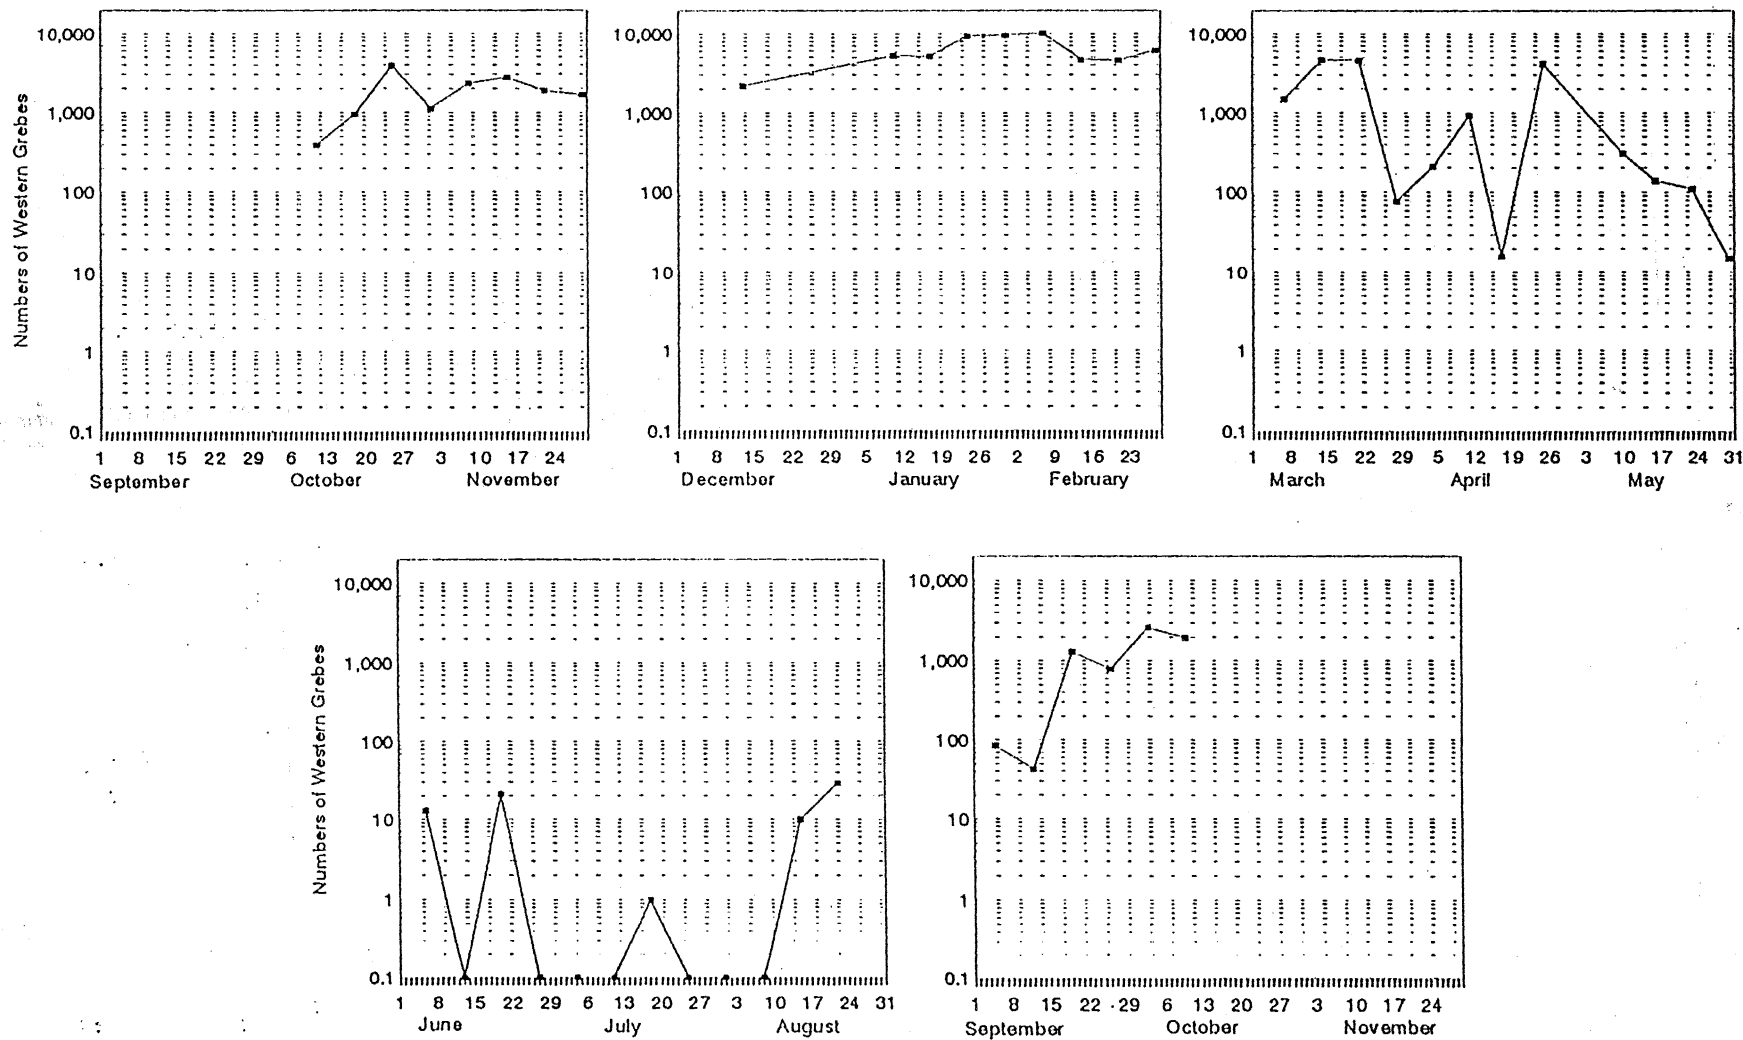 Numbers of Western Grebes
10,000
1,000
100
10
1
0.1
1 8 15 22 29 6 13 20 27 3 10 17 24
September October November
10,000
1,000
100
10
1
0.1
1 8 15 22 29 5 12 19 26 2 9 16 23
December January February
10,000
1,000
100
10
1
0.1
1 8 15 22 29 5 12 19 26 3 10 17 24 31
March April May
Numbers of Western Grebes
10,000
1,000
100
10
1
0.1
1 8 15 22 29 6 13 20 27 3 10 17 24 31
June July August
10,000
1,000
100
10
1
0.1
1 8 15 22 29 6 13 20 27 3 10 17 24
September October November